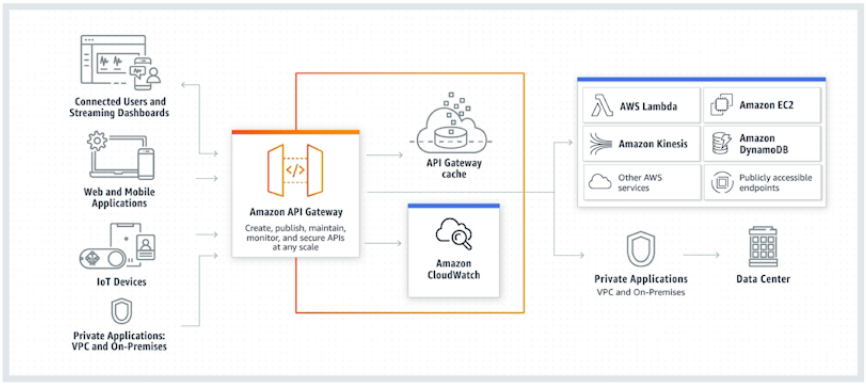 Connected Users and
Streaming Dashboards
Web and Mobile
Applications
IoT Devices
Private Applications:
VPC and On-Premises
</>
Amazon API Gateway
Create, publish, maintain,
monitor, and secure APIs
at any scale
API Gateway
cache
Amazon
CloudWatch
AWS Lambda
Amazon EC2
Amazon Kinesis
Amazon
DynamoDB
Other AWS
services
Publicly accessible
endpoints
Private Applications
VPC and On-Premises
Data Center